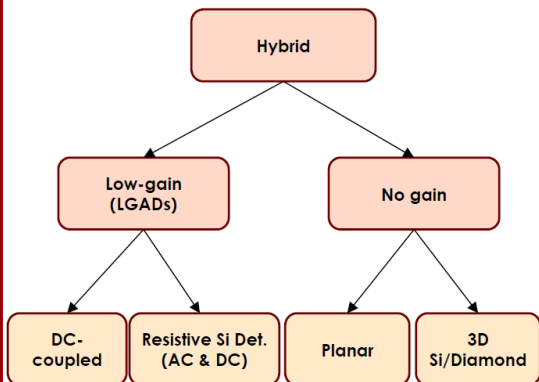 Hybrid
Low-gain
(LGADs)
No gain
DC-
coupled
Resistive Si Det.
(AC & DC)
Planar
3D
Si/Diamond